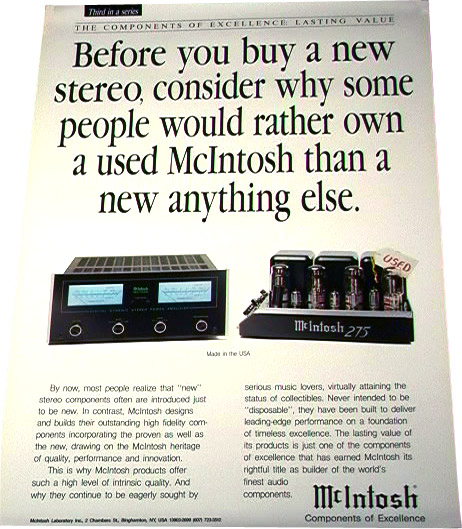 Third in a series
THE COMPONENTS OF EXCELLENCE: LASTING VALUE
Before you buy a new
stereo, consider why some
people would rather own
a used McIntosh than a
new anything else.
McIntosh
USED
McIntosh 275
Made in the USA
By now, most people realize that "new"
stereo components often are introduced just
to be new. In contrast, McIntosh designs
and builds their outstanding high fidelity com-
ponents incorporating the proven as well as
the new, drawing on the McIntosh heritage
of quality, performance and innovation.
This is why McIntosh products offer
such a high level of intrinsic quality. And
why they continue to be eagerly sought by
serious music lovers, virtually attaining the
status of collectibles. Never intended to be
"disposable", they have been built to deliver
leading-edge performance on a foundation
of timeless excellence. The lasting value of
its products is just one of the components
of excellence that has earned McIntosh its
rightful title as builder of the world's
finest audio
components.
McIntosh
Components of Excellence
McIntosh Laboratory Inc., 2 Chambers St., Binghamton, NY, USA 13903-2699 (607) 723-3512